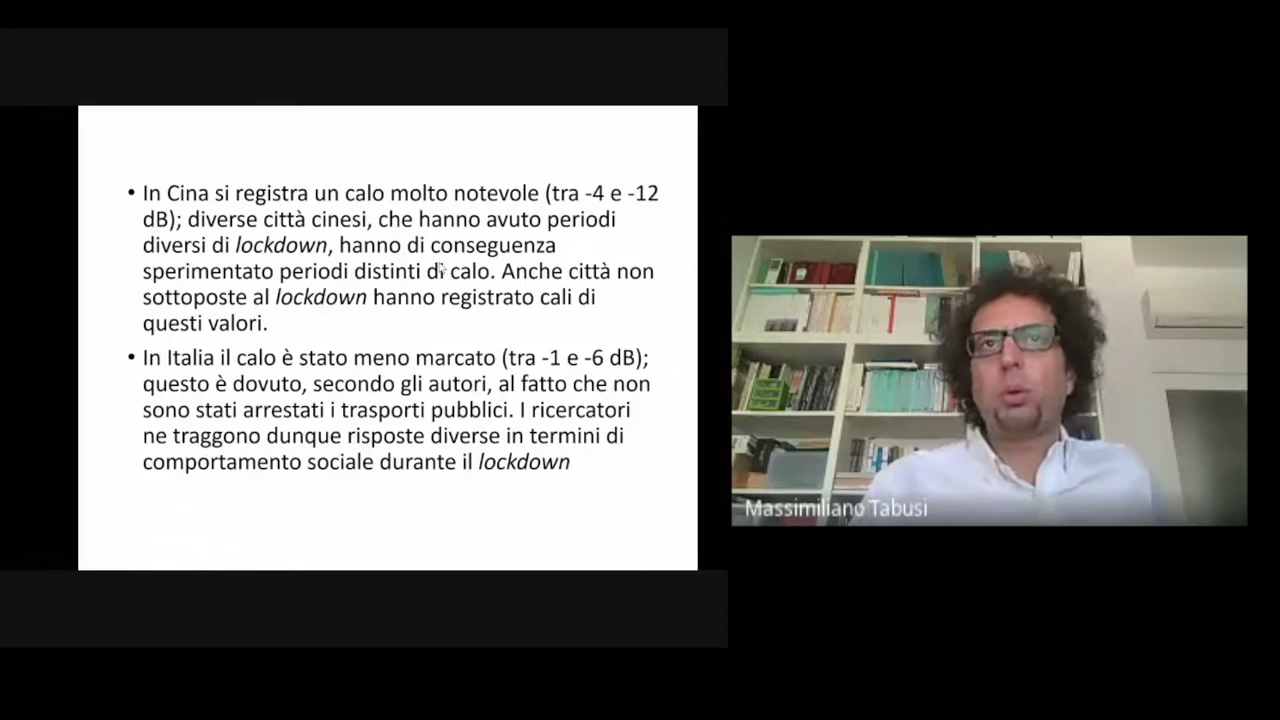 • In Cina si registra un calo molto notevole (tra -4 e -12
dB); diverse città cinesi, che hanno avuto periodi
diversi di lockdown, hanno di conseguenza
sperimentato periodi distinti di calo. Anche città non
sottoposte al lockdown hanno registrato cali di
questi valori.
• In Italia il calo è stato meno marcato (tra -1 e -6 dB);
questo è dovuto, secondo gli autori, al fatto che non
sono stati arrestati i trasporti pubblici. I ricercatori
ne traggono dunque risposte diverse in termini di
comportamento sociale durante il lockdown
Massimiliano Tabusi